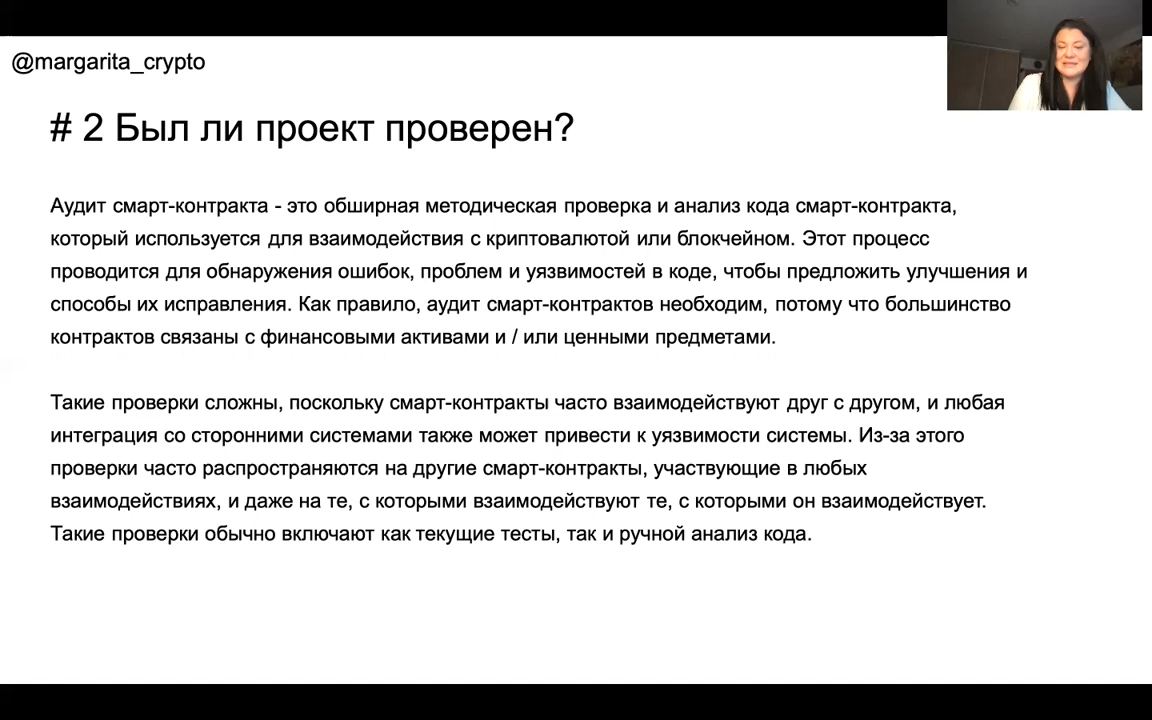 @margarita_crypto
# 2 Был ли проект проверен?
Аудит смарт-контракта - это обширная методическая проверка и анализ кода смарт-контракта,
который используется для взаимодействия с криптовалютой или блокчейном. Этот процесс
проводится для обнаружения ошибок, проблем и уязвимостей в коде, чтобы предложить улучшения и
способы их исправления. Как правило, аудит смарт-контрактов необходим, потому что большинство
контрактов связаны с финансовыми активами и / или ценными предметами.
Такие проверки сложны, поскольку смарт-контракты часто взаимодействуют друг с другом, и любая
интеграция со сторонними системами также может привести к уязвимости системы. Из-за этого
проверки часто распространяются на другие смарт-контракты, участвующие в любых
взаимодействиях, и даже на те, с которыми взаимодействуют те, с которыми он взаимодействует.
Такие проверки обычно включают как текущие тесты, так и ручной анализ кода.